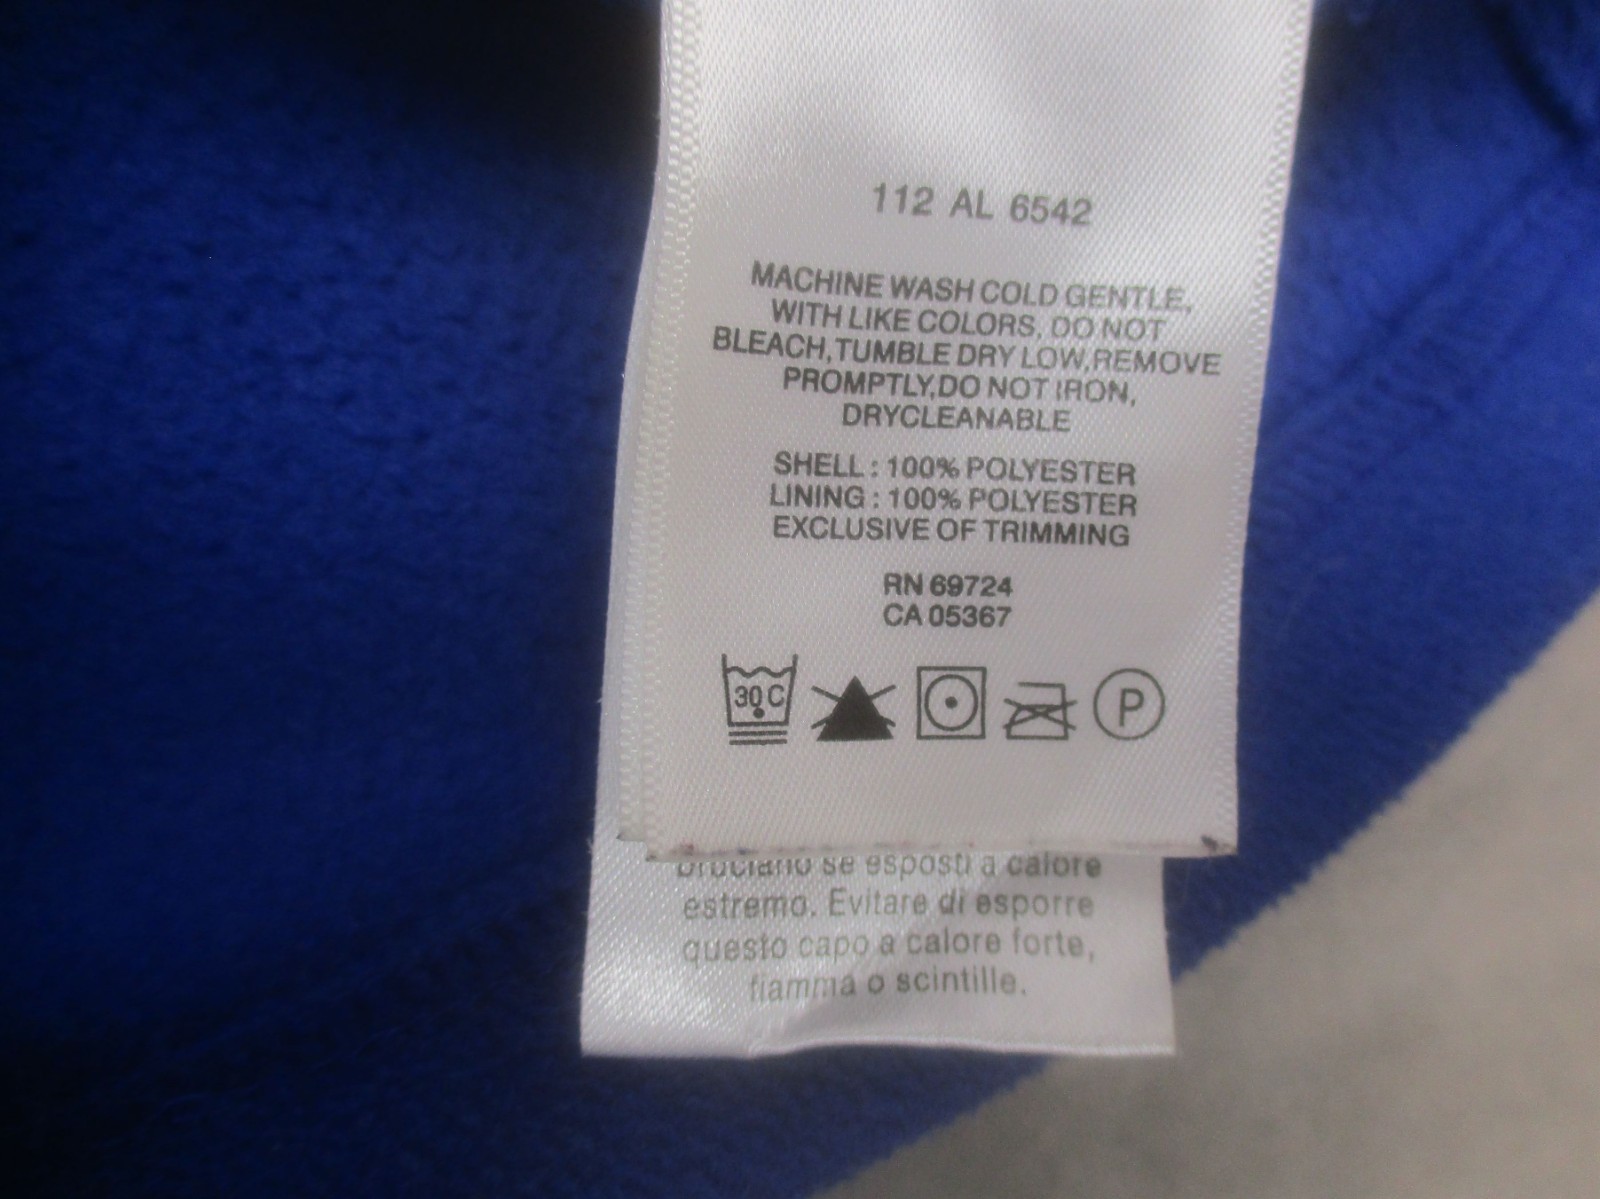 112 AL 6542
MACHINE WASH COLD GENTLE,
WITH LIKE COLORS, DO NOT
BLEACH,TUMBLE DRY LOW,REMOVE
PROMPTLY,DO NOT IRON,
DRYCLEANABLE
SHELL : 100% POLYESTER
LINING : 100% POLYESTER
EXCLUSIVE OF TRIMMING
RN 69724
CA 05367
30 C
P
bruciano se esposti a calore
estremo. Evitare di esporre
questo capo a calore forte,
fiamma o scintille.